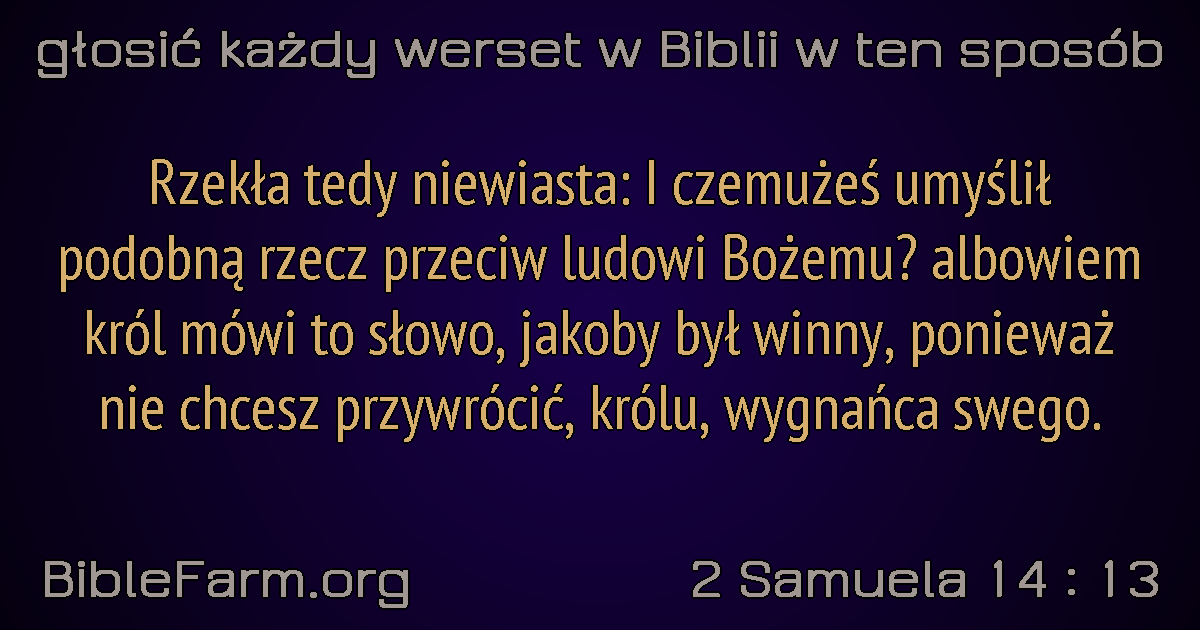 głosić każdy werset w Biblii w ten sposób
Rzekła tedy niewiasta: I czemużeś umyślił
podobną rzecz przeciw ludowi Bożemu? albowiem
król mówi to słowo, jakoby był winny, ponieważ
nie chcesz przywrócić, królu, wygnańca swego.
BibleFarm.org
2 Samuela 14 : 13